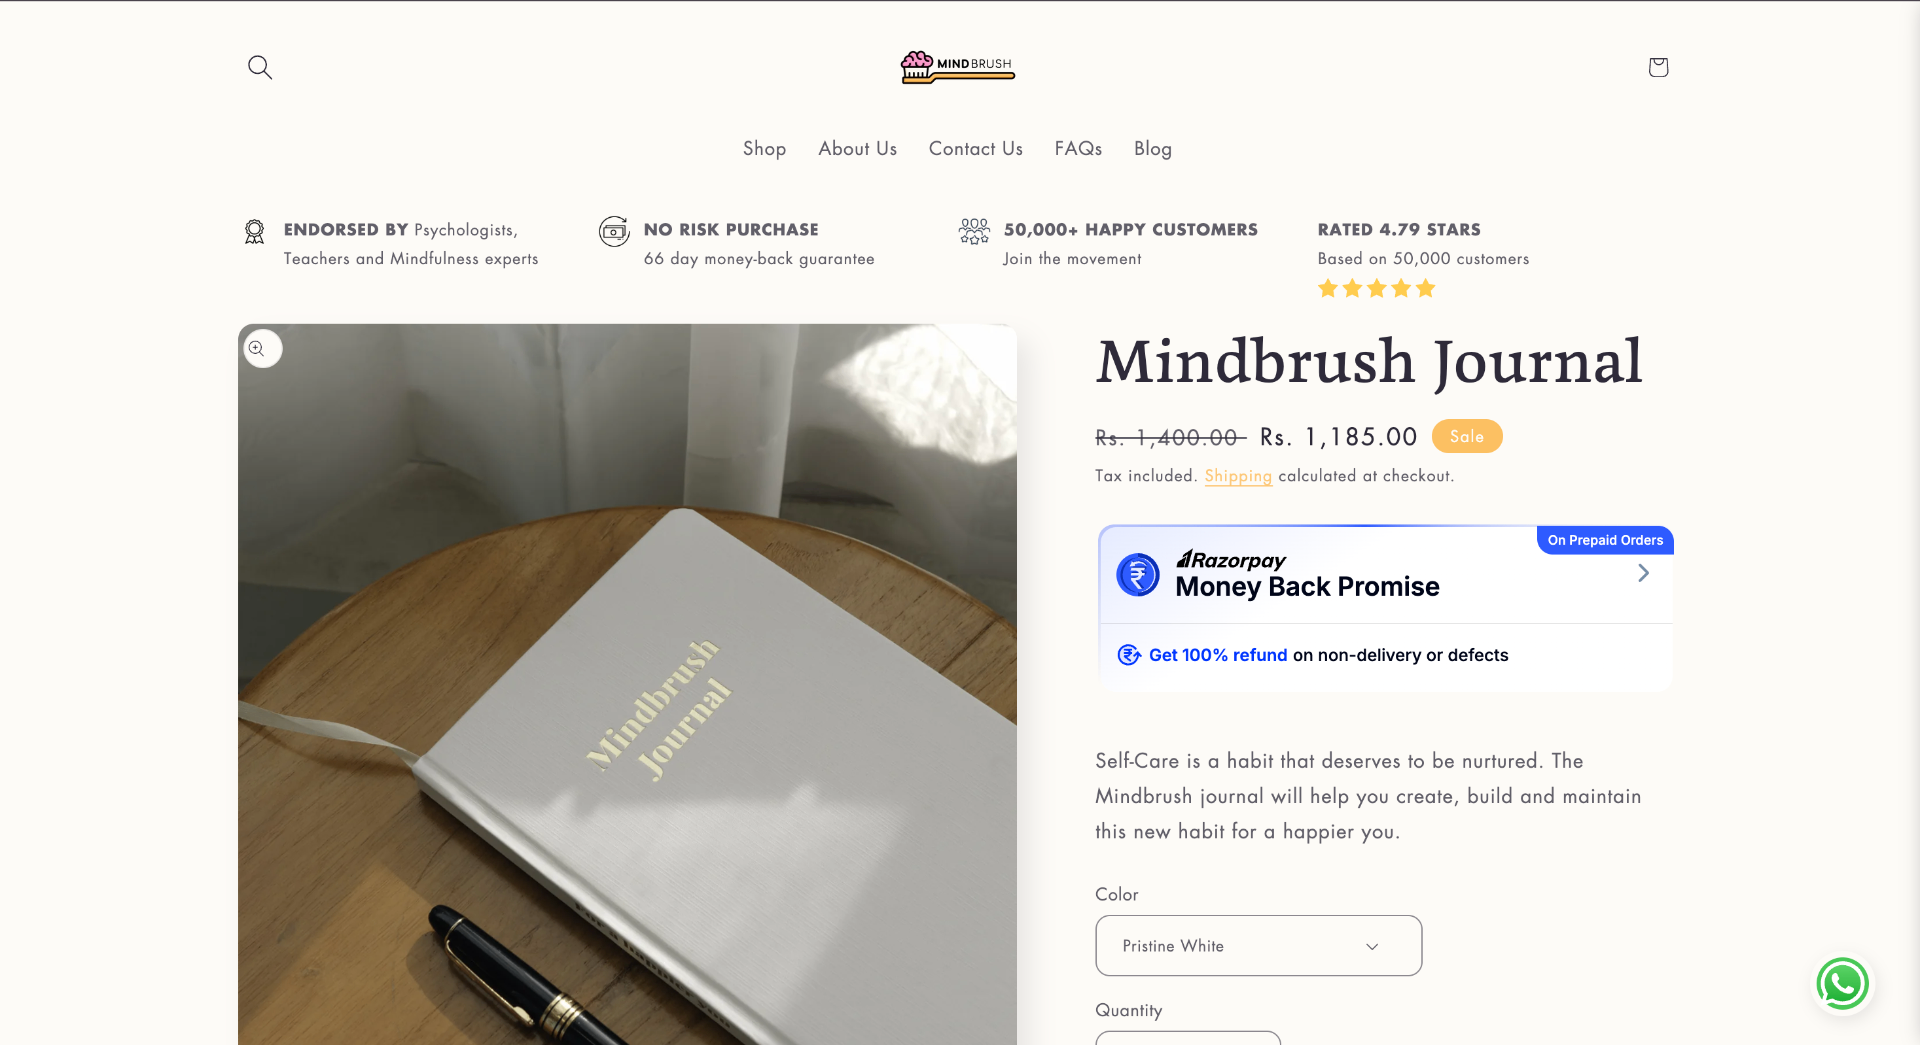 MINDBRUSH
Shop About Us Contact Us FAQs Blog
ENDORSED BY Psychologists,
Teachers and Mindfulness experts
NO RISK PURCHASE
66 day money-back guarantee
50,000+ HAPPY CUSTOMERS
Join the movement
RATED 4.79 STARS
Based on 50,000 customers
Mindbrush
Journal
Mindbrush Journal
Rs. 1,400.00 Rs. 1,185.00 Sale
Tax included. Shipping calculated at checkout.
On Prepaid Orders
Razorpay
Money Back Promise
Get 100% refund on non-delivery or defects
Self-Care is a habit that deserves to be nurtured. The
Mindbrush journal will help you create, build and maintain
this new habit for a happier you.
Color
Pristine White
Quantity